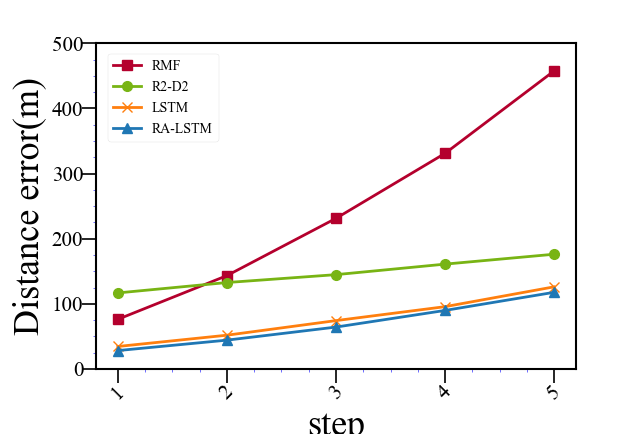 500
400
300
200
100
0
Distance error(m)
RMF
R2-D2
LSTM
RA-LSTM
1 2 3 4 5
step